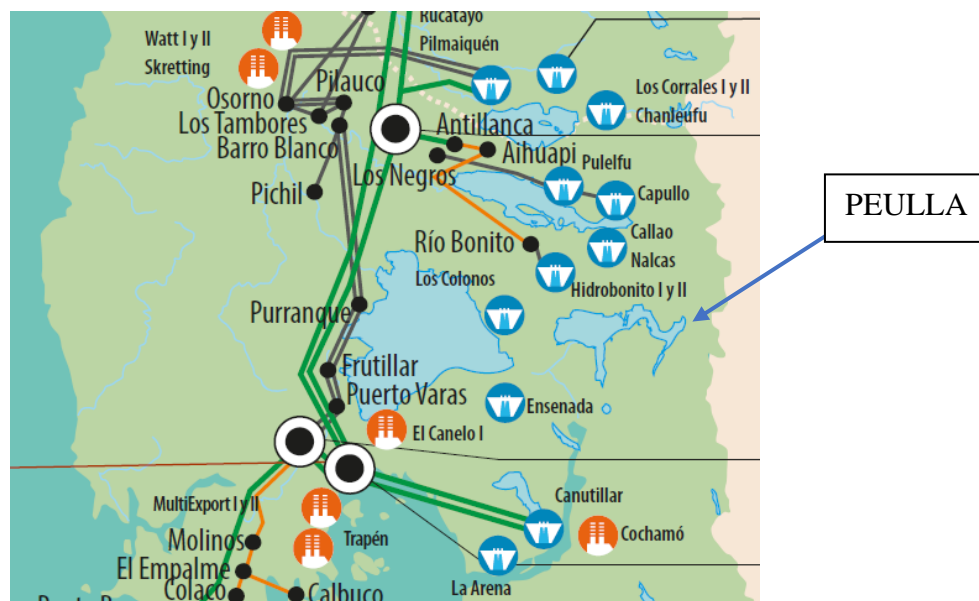 Rucatayo
Pilmaiquén
Watt I y II
Skretting
Pilauco
Osorno
Los Tambores
Barro Blanco
Los Corrales I y II
Chanleufu
Antillanca
Aihuapi
Los Negros
Pulelfu
Pichil
Capullo
PEULLA
Río Bonito
Callao
Nalcas
Los Colonos
Hidrobonito I y II
Purranque
Frutillar
Puerto Varas
Ensenada
El Canelo I
MultiExport I y II
Canutillar
Molinos
Trapén
Cochamó
El Empalme
Colaco
La Arena
Calbuco